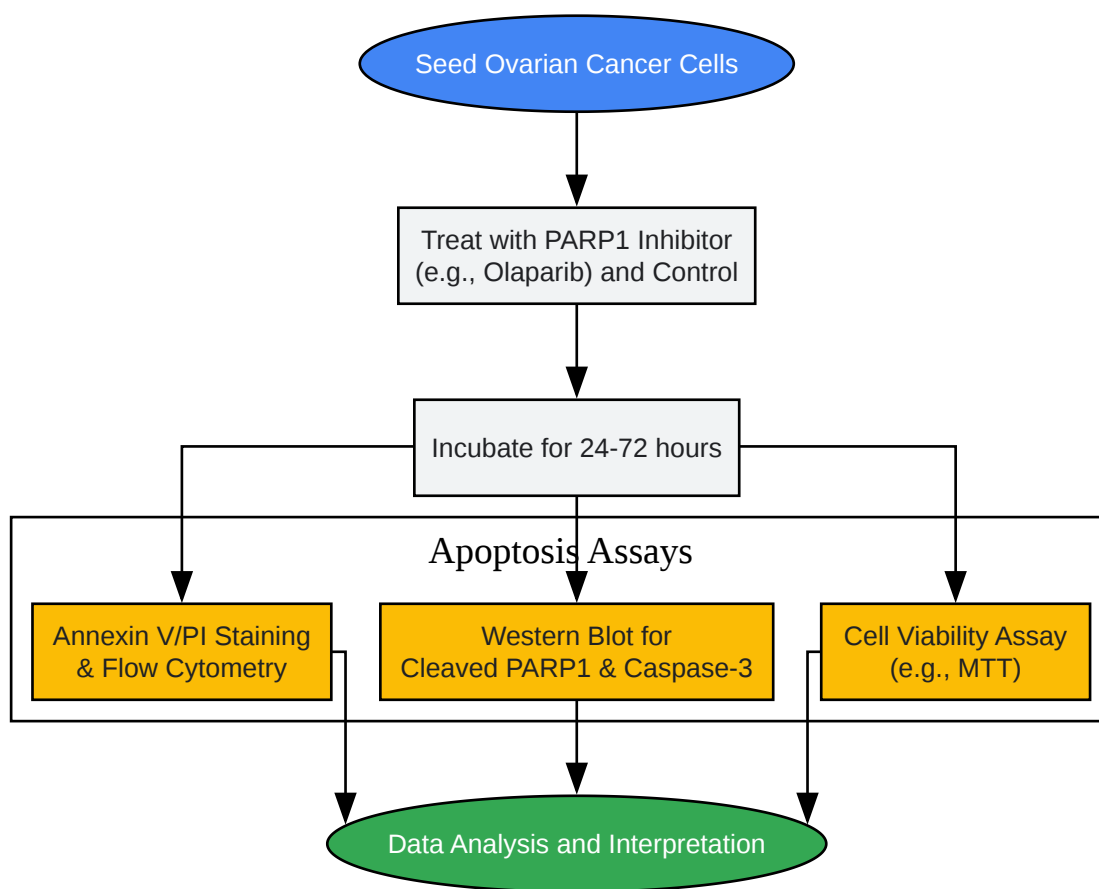 Seed Ovarian Cancer Cells
Treat with PARP1 Inhibitor
(e.g., Olaparib) and Control
Incubate for 24-72 hours
Apoptosis Assays
Annexin V/PI Staining
& Flow Cytometry
Western Blot for
Cleaved PARP1 & Caspase-3
Cell Viability Assay
(e.g., MTT)
Data Analysis and Interpretation